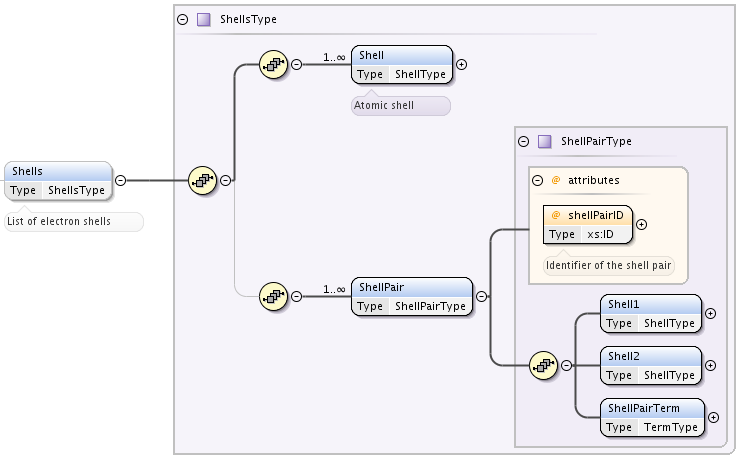 ShellsType
1..∞
Shell
Type ShellType
Atomic shell
Shells
Type ShellsType
List of electron shells
ShellPairType
@ attributes
@ shellPairID
Type xs:ID
Identifier of the shell pair
1..∞
ShellPair
Type ShellPairType
Shell1
Type ShellType
Shell2
Type ShellType
ShellPairTerm
Type TermType